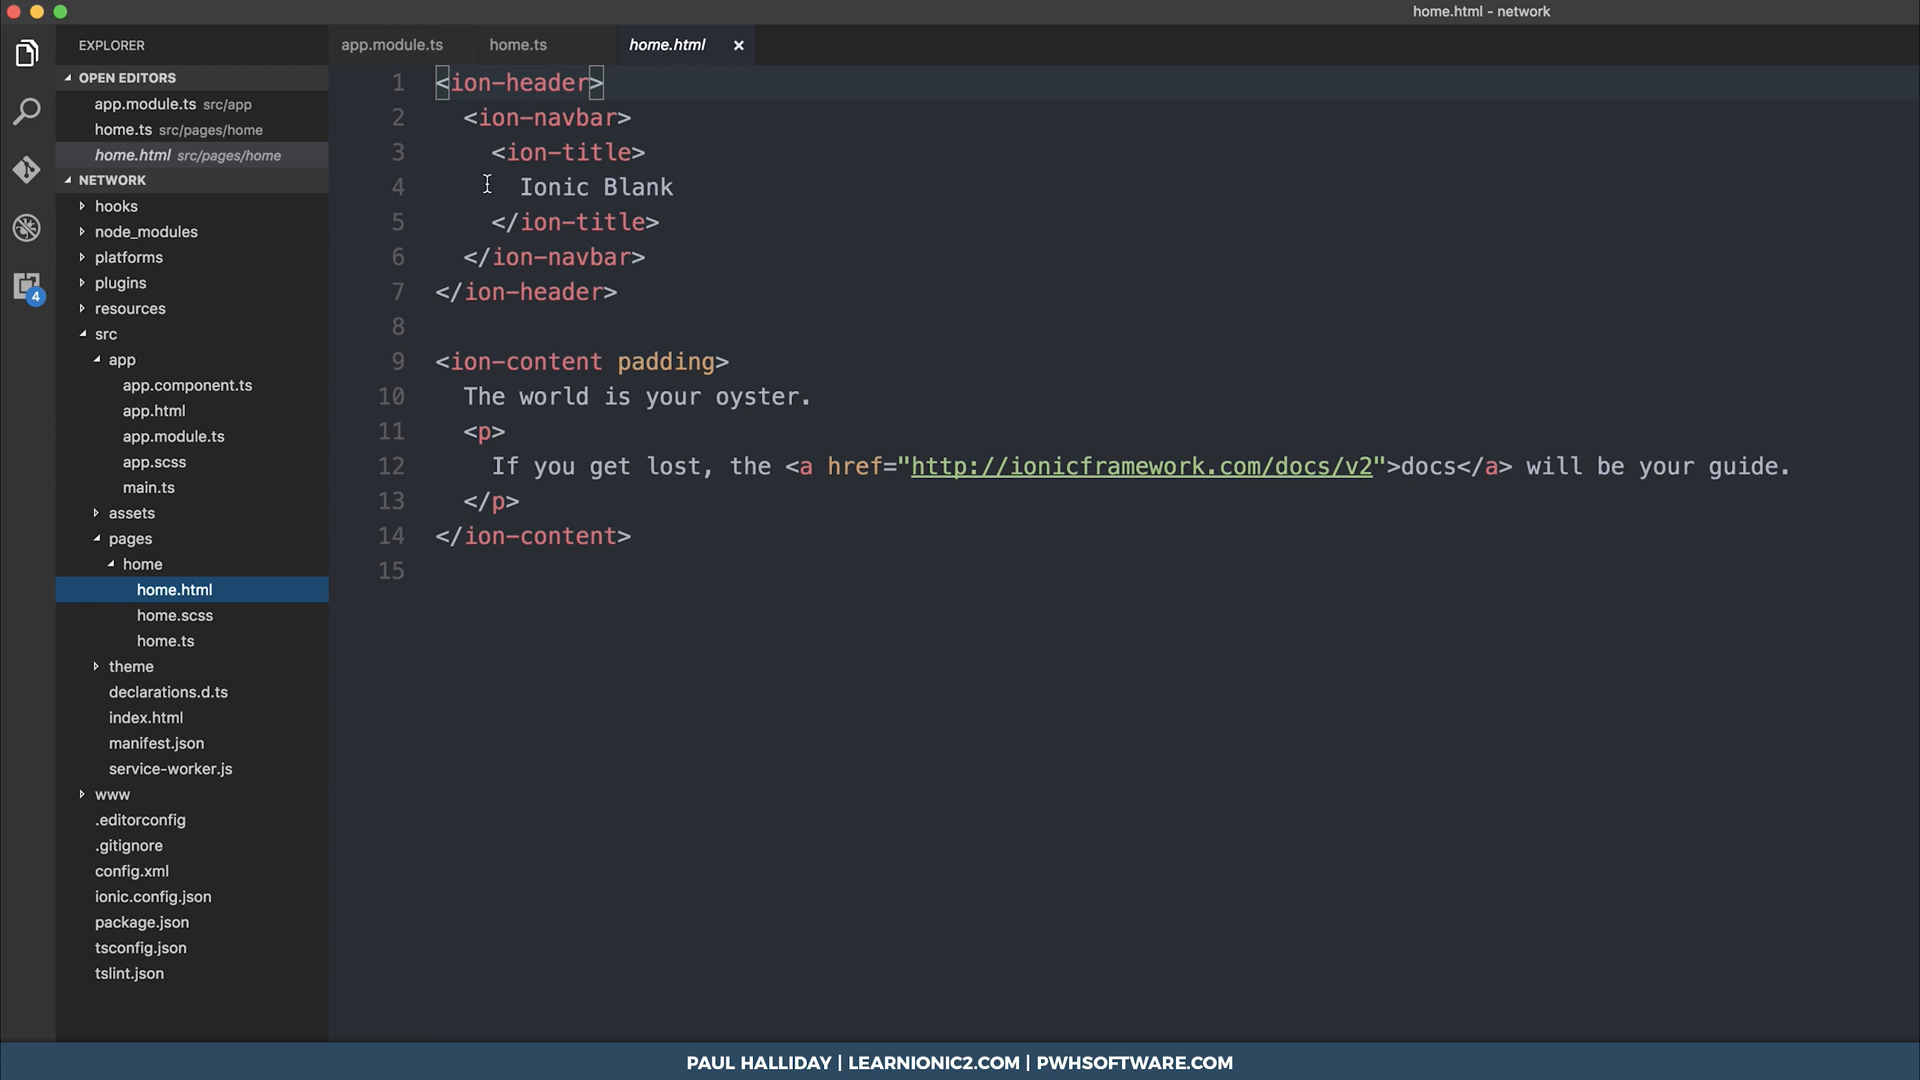 home.html - network
EXPLORER
OPEN EDITORS
app.module.ts src/app
home.ts src/pages/home
home.html src/pages/home
NETWORK
hooks
node_modules
platforms
plugins
resources
src
app
app.component.ts
app.html
app.module.ts
app.scss
main.ts
assets
pages
home
home.html
home.scss
home.ts
theme
declarations.d.ts
index.html
manifest.json
service-worker.js
www
.editorconfig
.gitignore
config.xml
ionic.config.json
package.json
tsconfig.json
tslint.json
4
app.module.ts home.ts home.html
1 <ion-header>
2 <ion-navbar>
3 <ion-title>
4 Ionic Blank
5 </ion-title>
6 </ion-navbar>
7 </ion-header>
8
9 <ion-content padding>
10 The world is your oyster.
11 <p>
12 If you get lost, the <a href="http://ionicframework.com/docs/v2">docs</a> will be your guide.
13 </p>
14 </ion-content>
15
PAUL HALLIDAY | LEARNIONIC2.COM | PWHSOFTWARE.COM